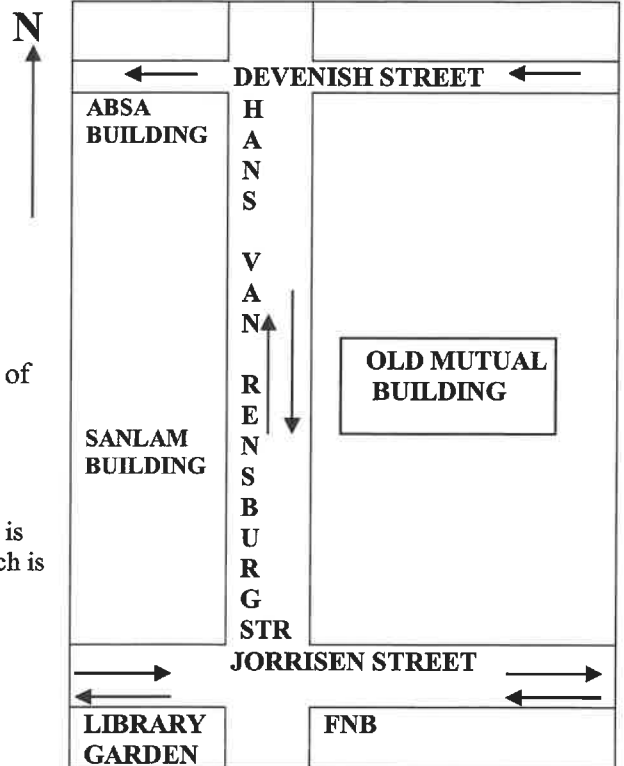 N
DEVENISH STREET
ABSA
BUILDING
H
A
N
S
V
A
N
R
E
N
S
B
U
R
G
STR
OLD MUTUAL
BUILDING
of
SANLAM
BUILDING
is
ch is
JORRISEN STREET
LIBRARY
GARDEN
FNB